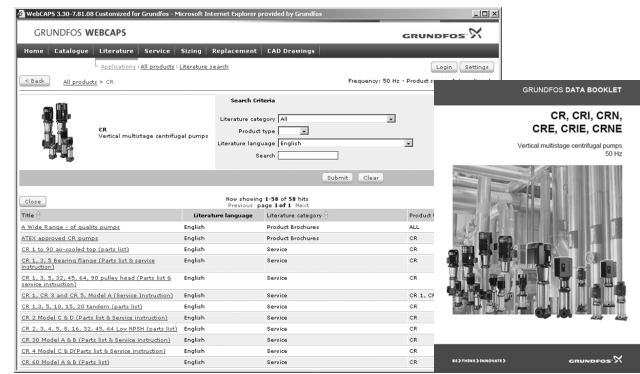 WebCAPS 3.30-7.81.08 Customized for Grundfos - Microsoft Internet Explorer provided by Grundfos
GRUNDFOS WEBCAPS
GRUNDFOS
Home Catalogue Literature Service Sizing Replacement CAD Drawings
Applications All products Literature search
Login Settings
< Back All products > CR
Frequency: 50 Hz - Product
CR
Vertical multistage centrifugal pumps
Search Criteria
Literature category All
Product type
Literature language English
Search
Submit Clear
Close
Now showing 1-58 of 58 hits
Previous page 1 of 1 Next
Title Literature language Literature category Product
A Wide Range - of quality pumps English Product Brochures ALL
ATEX approved CR pumps English Product Brochures CR
CR 1 to 90 air-cooled top (parts list) English Service CR
CR 1, 3, 5 Bearing flange (Parts list & service
instruction) English Service CR
CR 1, 3, 5, 32, 45, 64, 90 pulley head (Parts list &
service instruction) English Service CR
CR 1, CR 3 and CR 5, Model A (Service Instruction) English Service CR 1, CR
CR 1,3, 5, 10, 15, 20 tandem (parts list) English Service CR
CR 2 Model C & D (Parts list & Service instruction) English Service CR
CR 2, 3, 4, 5, 8, 16, 32, 45, 64 Low NPSH (parts list) English Service CR
CR 30 Model A & B (Parts list & Service instruction) English Service CR
CR 4 Model C & D(Parts list & Service instruction) English Service CR
CR 60 Model A & B (Parts list) English Service CR
GRUNDFOS DATA BOOKLET
CR, CRI, CRN,
CRE, CRIE, CRNE
Vertical multistage centrifugal pumps
50 Hz
BE > THINK > INNOVATE >
GRUNDFOS